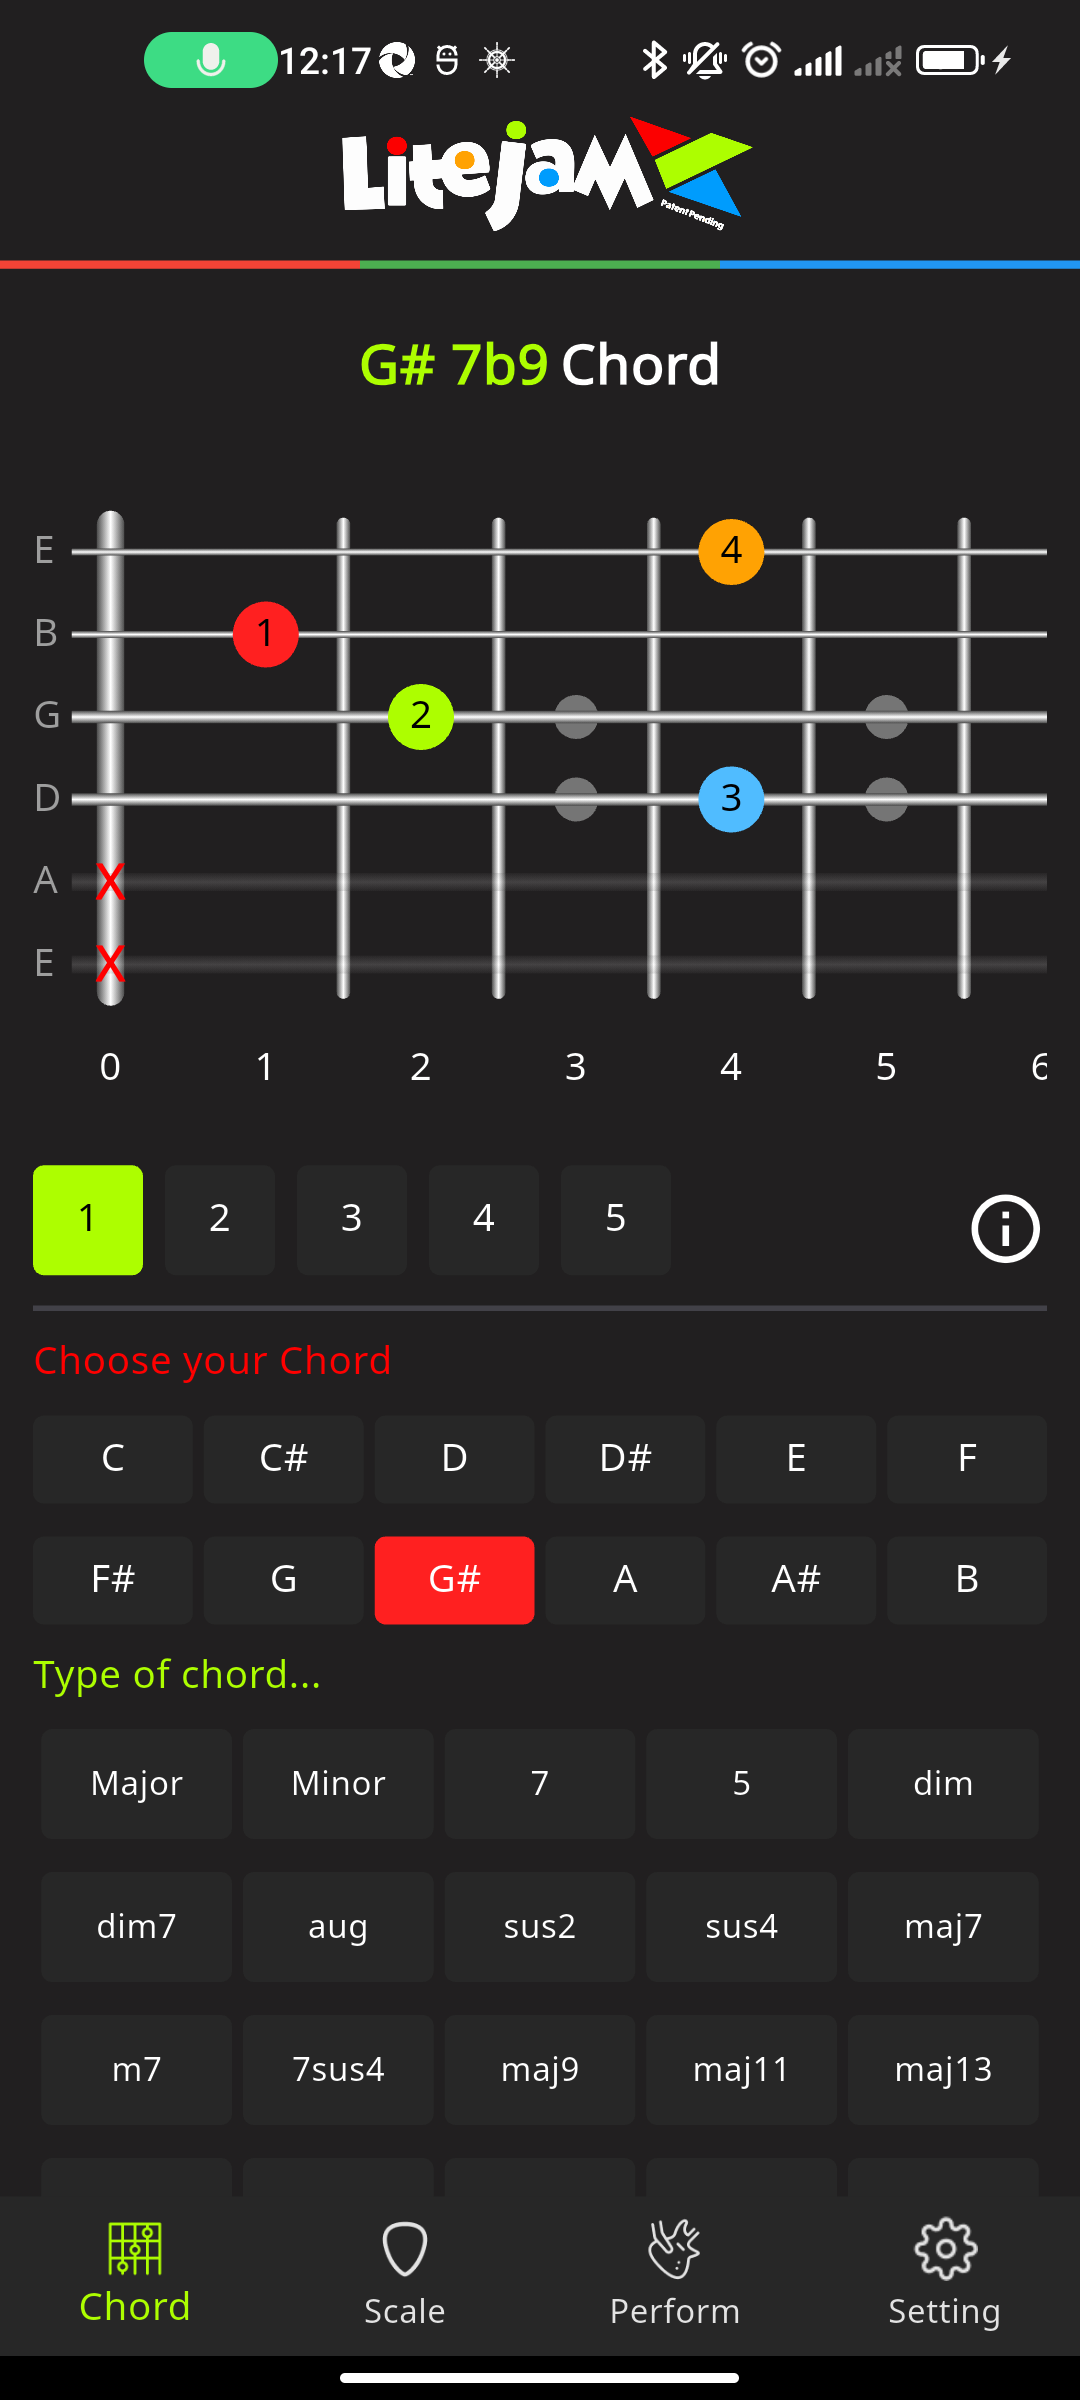 12:17
LiteJam
Patent Pending
G# 7b9 Chord
E 4
B 1
G 2
D 3
A X
E X
0 1 2 3 4 5 6
1 2 3 4 5
Choose your Chord
C C# D D# E F
F# G G# A A# B
Type of chord...
Major Minor 7 5 dim
dim7 aug sus2 sus4 maj7
m7 7sus4 maj9 maj11 maj13
Chord Scale Perform Setting